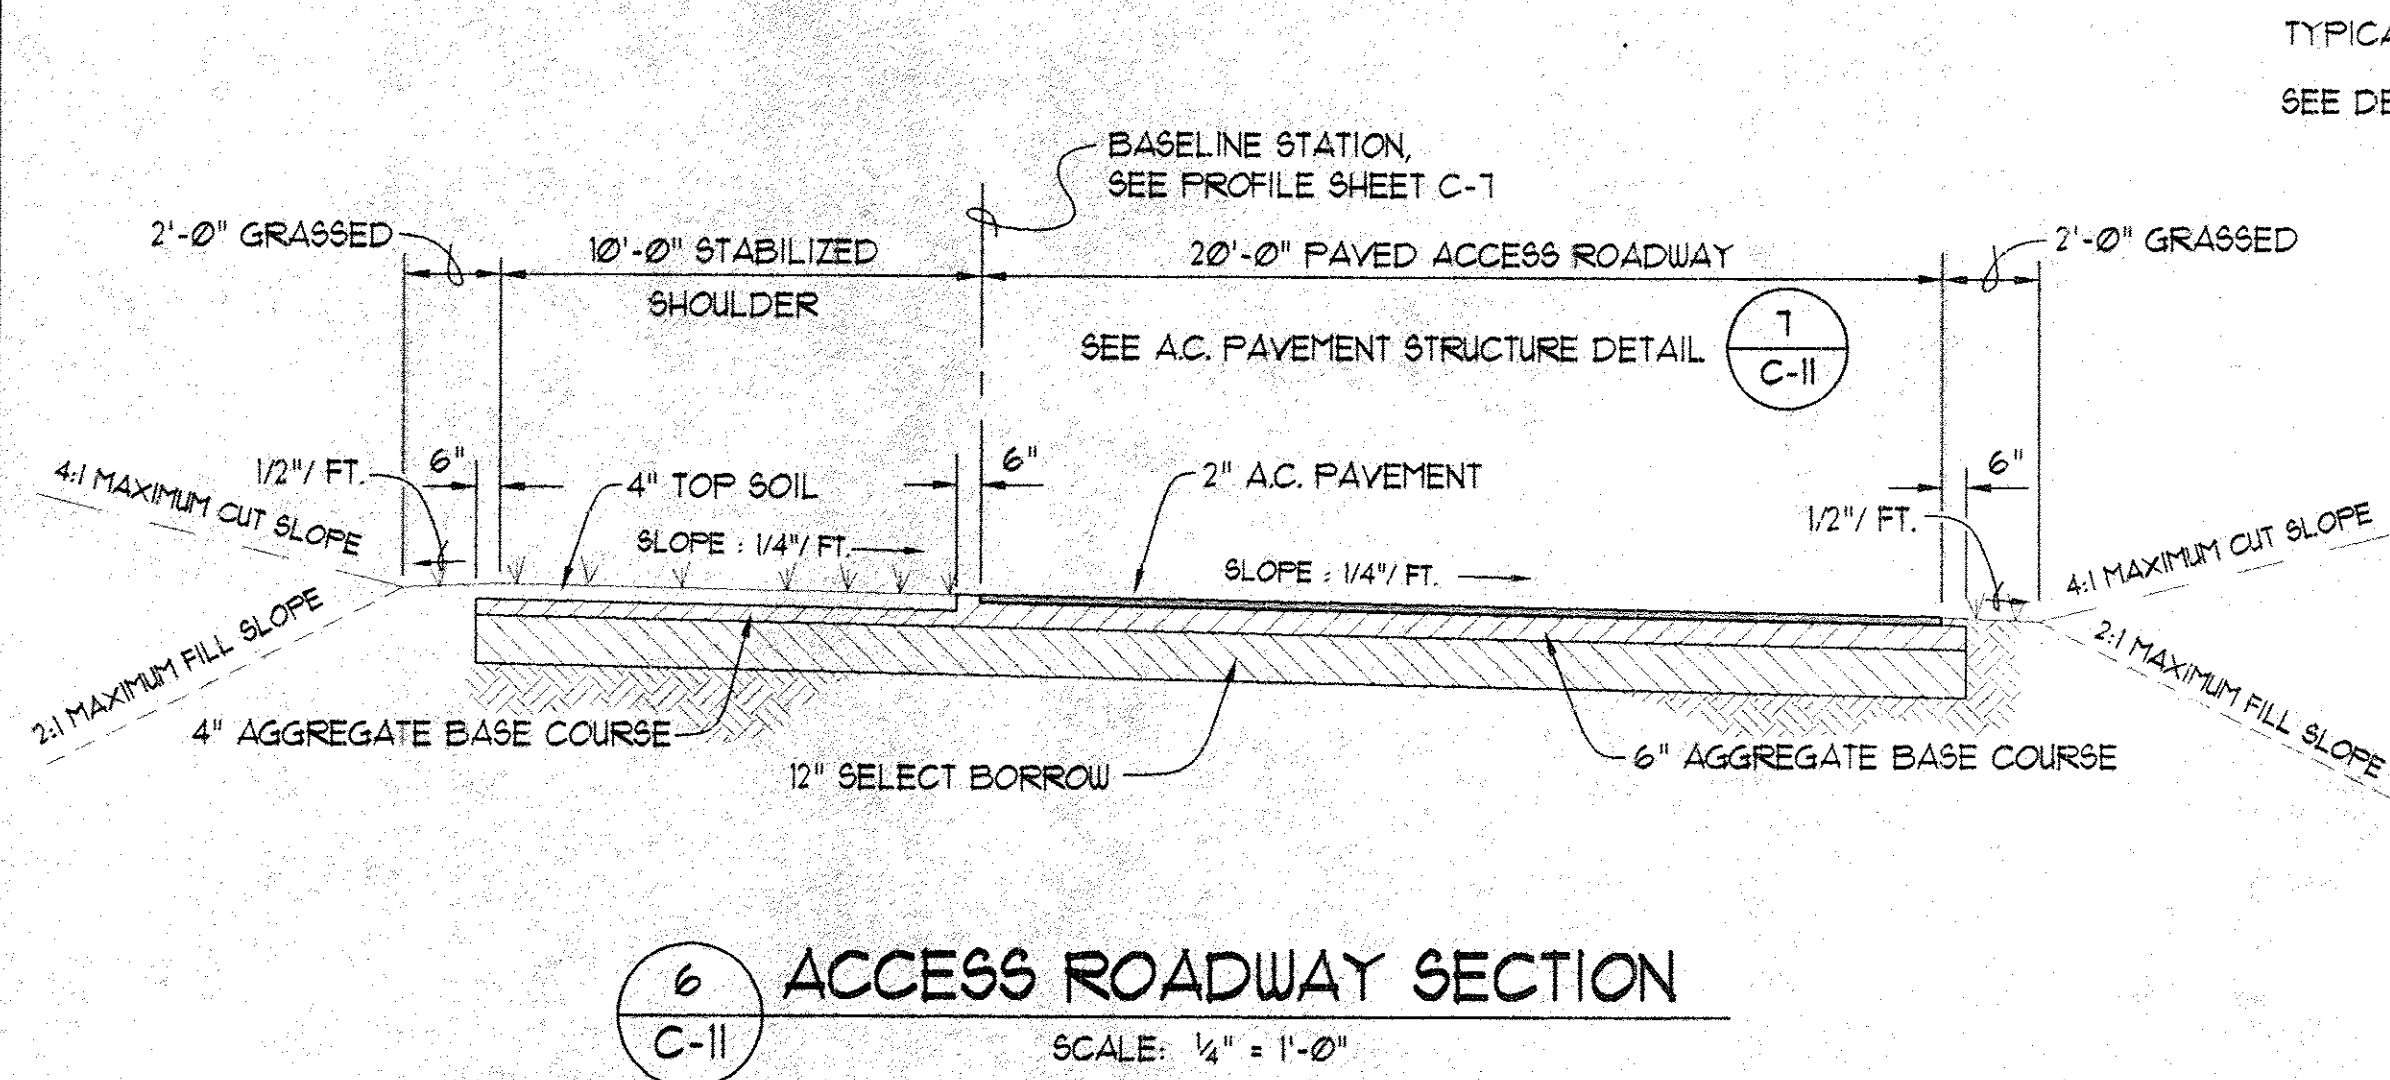 TYPICA
SEE DE
BASELINE STATION,
SEE PROFILE SHEET C-7
2'-0" GRASSED
10'-0" STABILIZED
SHOULDER
20'-0" PAVED ACCESS ROADWAY
2'-0" GRASSED
SEE A.C. PAVEMENT STRUCTURE DETAIL
7
C-11
4:1 MAXIMUM CUT SLOPE
1/2"/ FT.
6"
4" TOP SOIL
6"
2" A.C. PAVEMENT
6"
1/2"/ FT.
SLOPE : 1/4"/ FT.
SLOPE : 1/4"/ FT.
4:1 MAXIMUM CUT SLOPE
2:1 MAXIMUM FILL SLOPE
2:1 MAXIMUM FILL SLOPE
4" AGGREGATE BASE COURSE
12" SELECT BORROW
6" AGGREGATE BASE COURSE
6
C-11
ACCESS ROADWAY SECTION
SCALE: 1/4" = 1'-0"